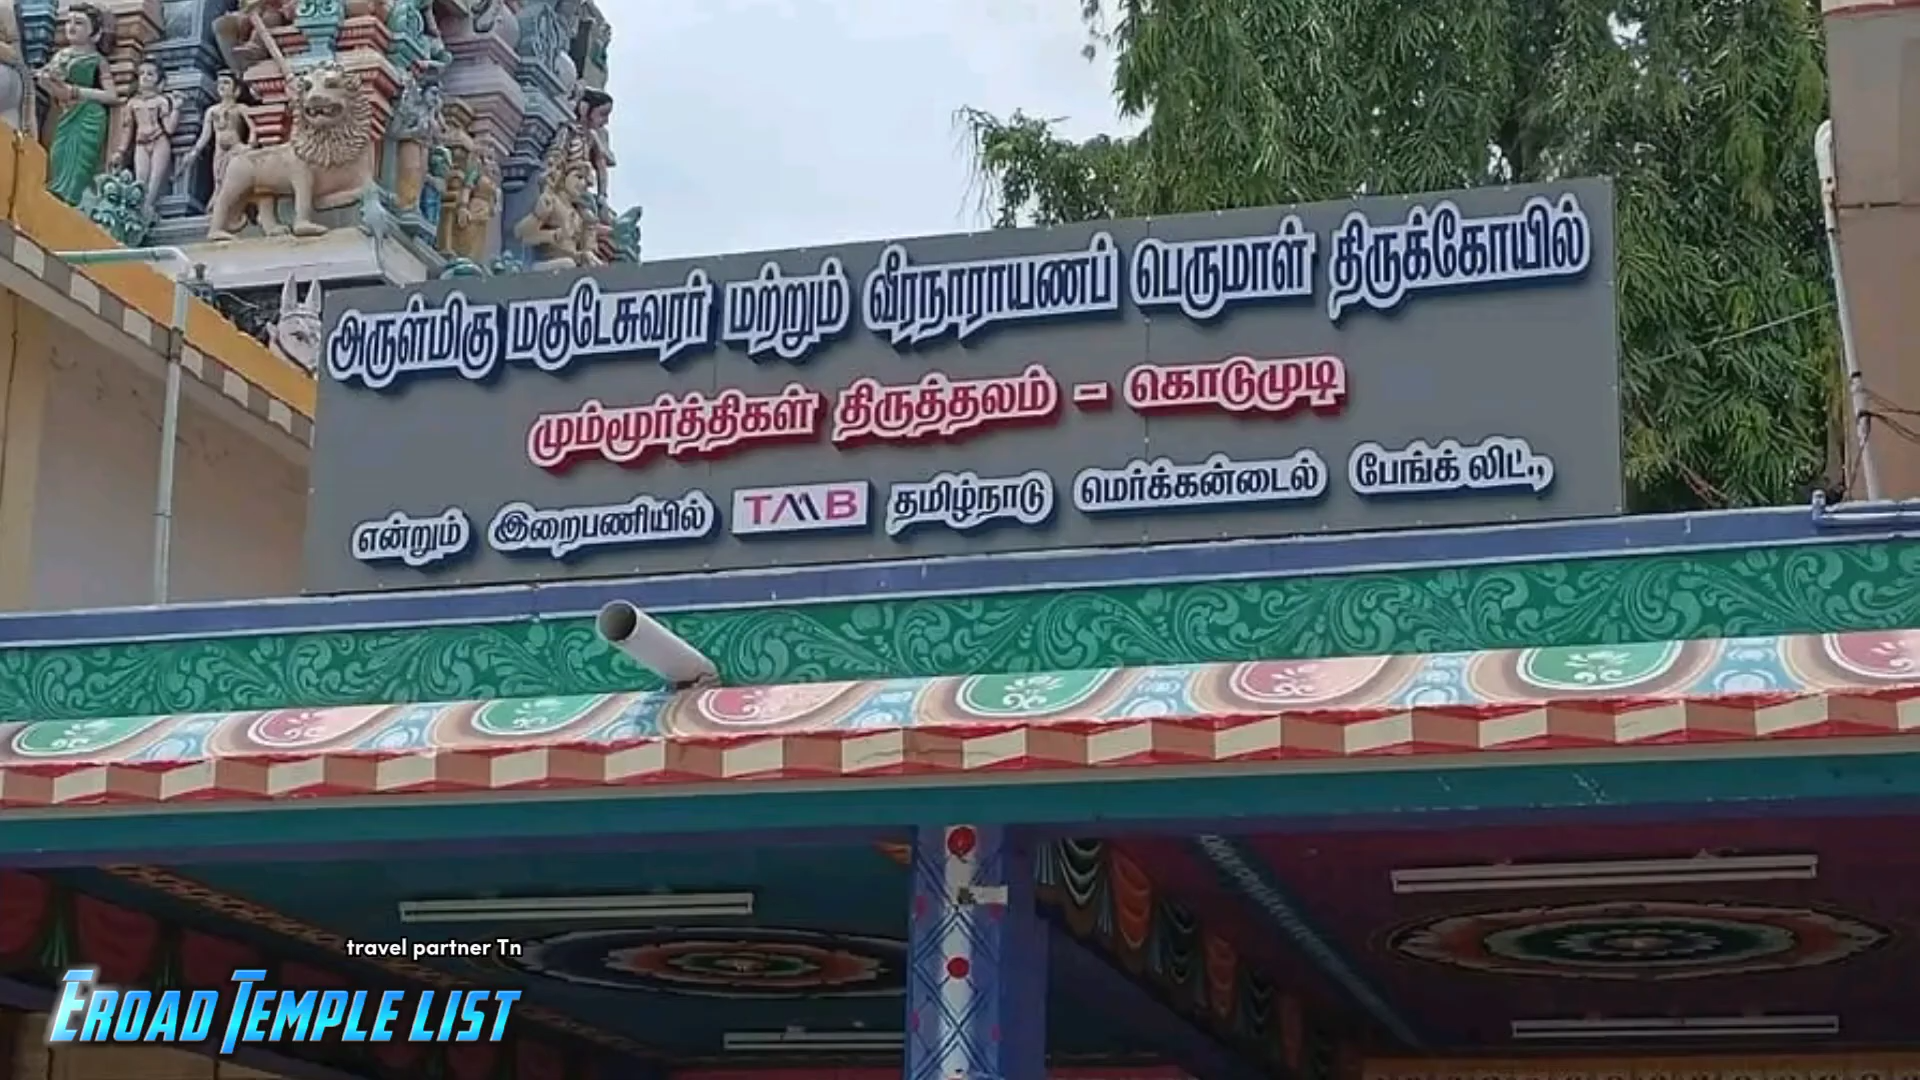 அருள்மிகு மகுடேசுவரர் மற்றும் வீரநாராயணப் பெருமாள் திருக்கோயில்
மும்மூர்த்திகள் திருத்தலம் - கொடுமுடி
என்றும் இறைபணியில் TMB தமிழ்நாடு மெர்க்கன்டைல் பேங்க் லிட்.,
travel partner Tn
EROAD TEMPLE LIST